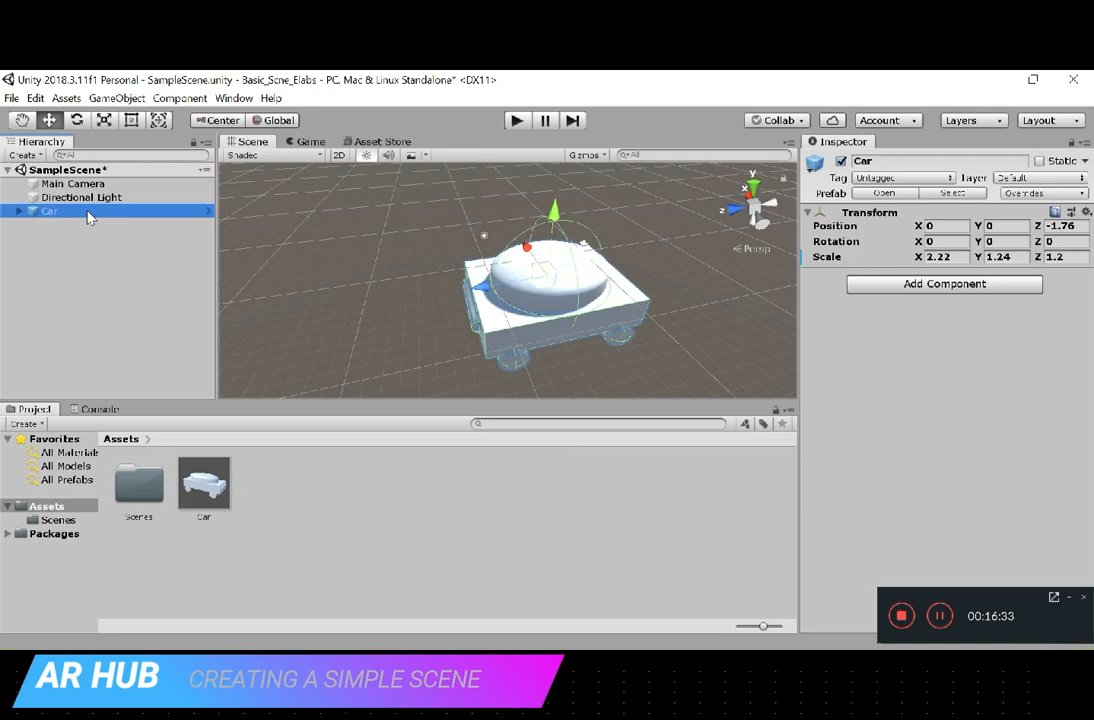 Unity 2018.3.11f1 Personal - SampleScene.unity - Basic_Scne_Elabs - PC, Mac & Linux Standalone* <DX11>
File Edit Assets GameObject Component Window Help
Center Global Collab Account Layers Layout
Hierarchy Scene Game Asset Store Inspector
Create All Shaded 2D Gizmos All Car Static
SampleScene*
Main Camera
Directional Light
Car
y
x
z
Persp
Tag Untagged Layer Default
Prefab Open Select Overrides
Transform
Position X 0 Y 0 Z -1.76
Rotation X 0 Y 0 Z 0
Scale X 2.22 Y 1.24 Z 1.2
Add Component
Project Console
Create
Favorites
All Materials
All Models
All Prefabs
Assets
Scenes
Packages
Assets
Scenes Car
00:16:33
AR HUB CREATING A SIMPLE SCENE